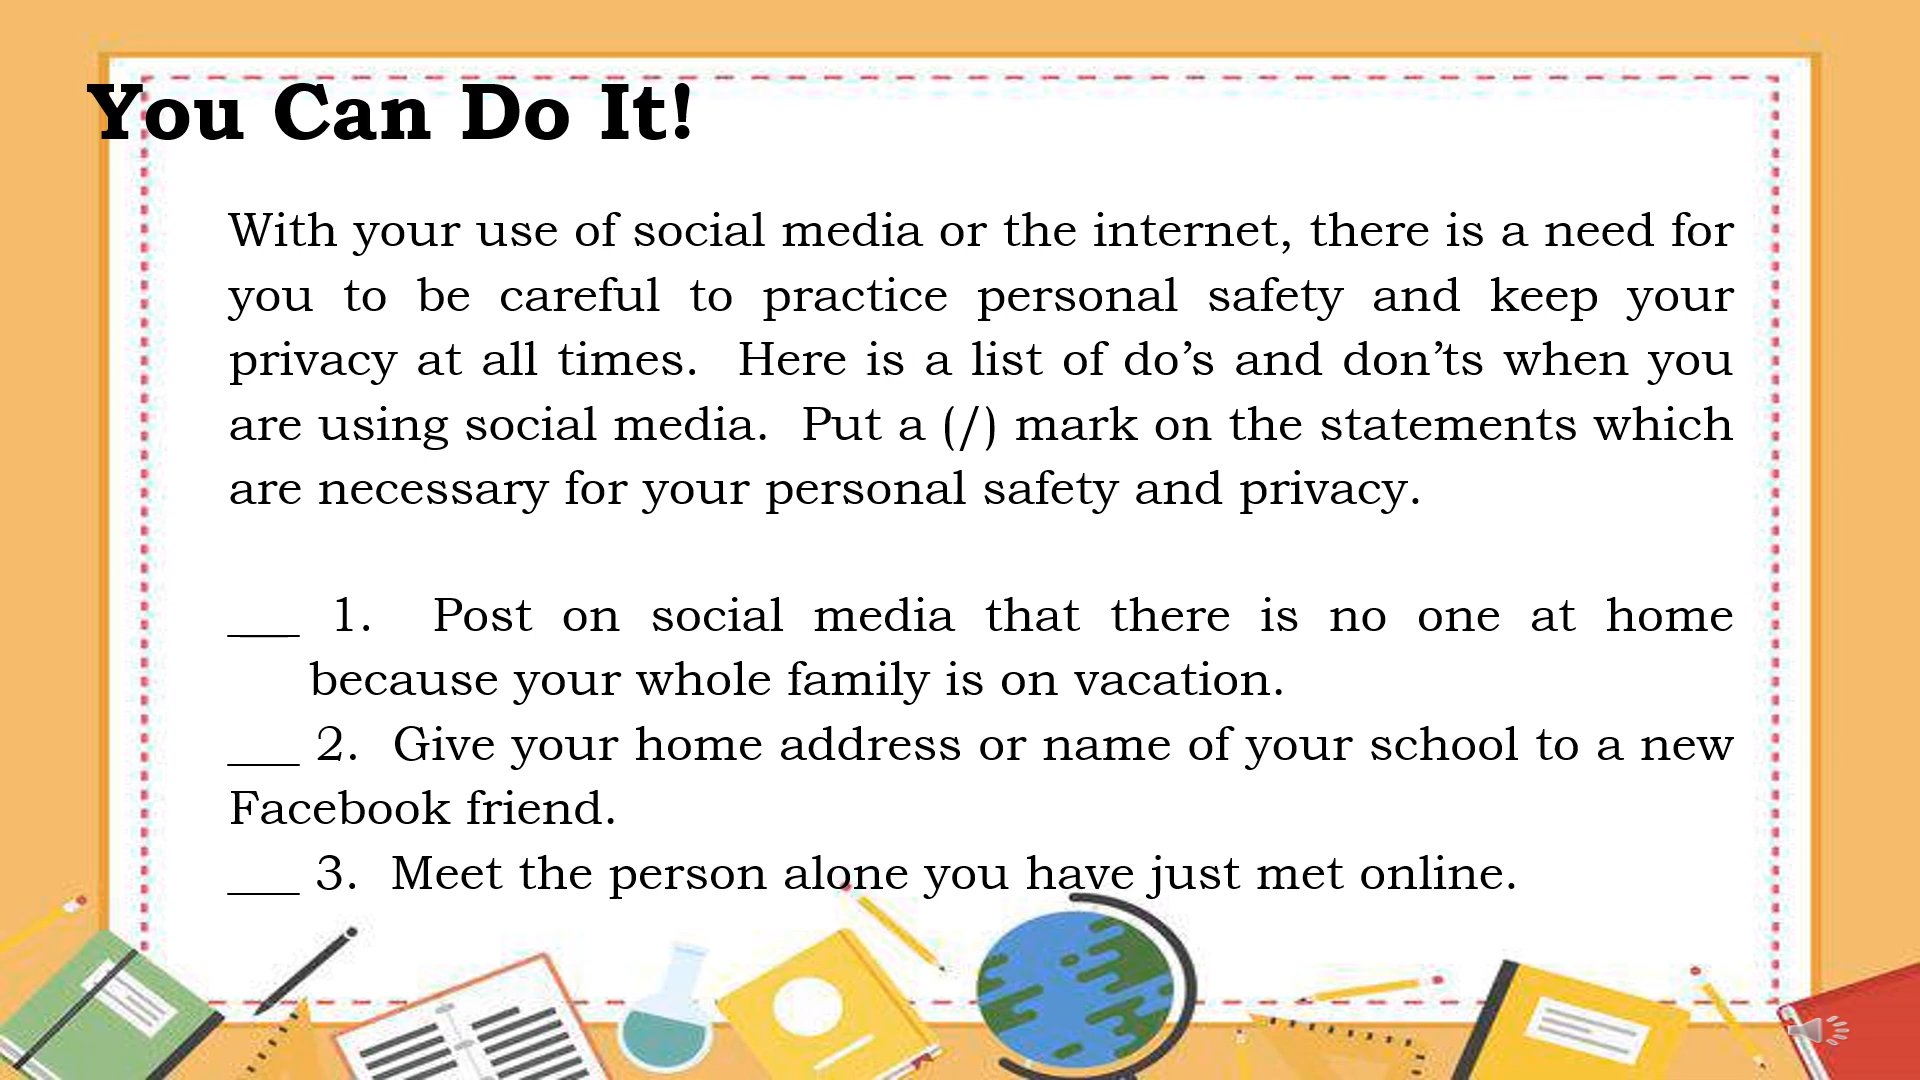 You Can Do It!
With your use of social media or the internet, there is a need for
you to be careful to practice personal safety and keep your
privacy at all times.  Here is a list of do’s and don’ts when you
are using social media.  Put a (/) mark on the statements which
are necessary for your personal safety and privacy.
___ 1.  Post on social media that there is no one at home
because your whole family is on vacation.
___ 2.  Give your home address or name of your school to a new
Facebook friend.
___ 3.  Meet the person alone you have just met online.